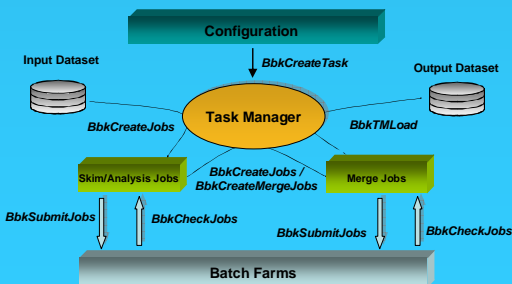 Configuration
Input Dataset
BbkCreateTask
Output Dataset
Task Manager
BbkCreateJobs
BbkTMLoad
Skim/Analysis Jobs
BbkCreateJobs /
BbkCreateMergeJobs
Merge Jobs
BbkSubmitJobs
BbkCheckJobs
BbkSubmitJobs
BbkCheckJobs
Batch Farms